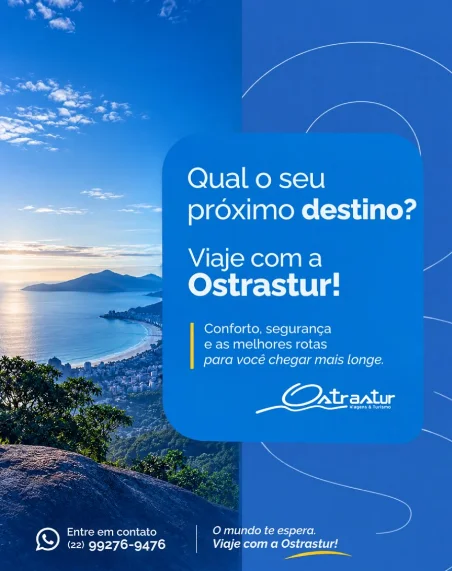 Qual o seu
próximo destino?
Viaje com a
Ostrastur!
Conforto, segurança
e as melhores rotas
para você chegar mais longe.
Ostrastur
Viagens & Turismo
Entre em contato
(22) 99276-9476
O mundo te espera.
Viaje com a Ostrastur!